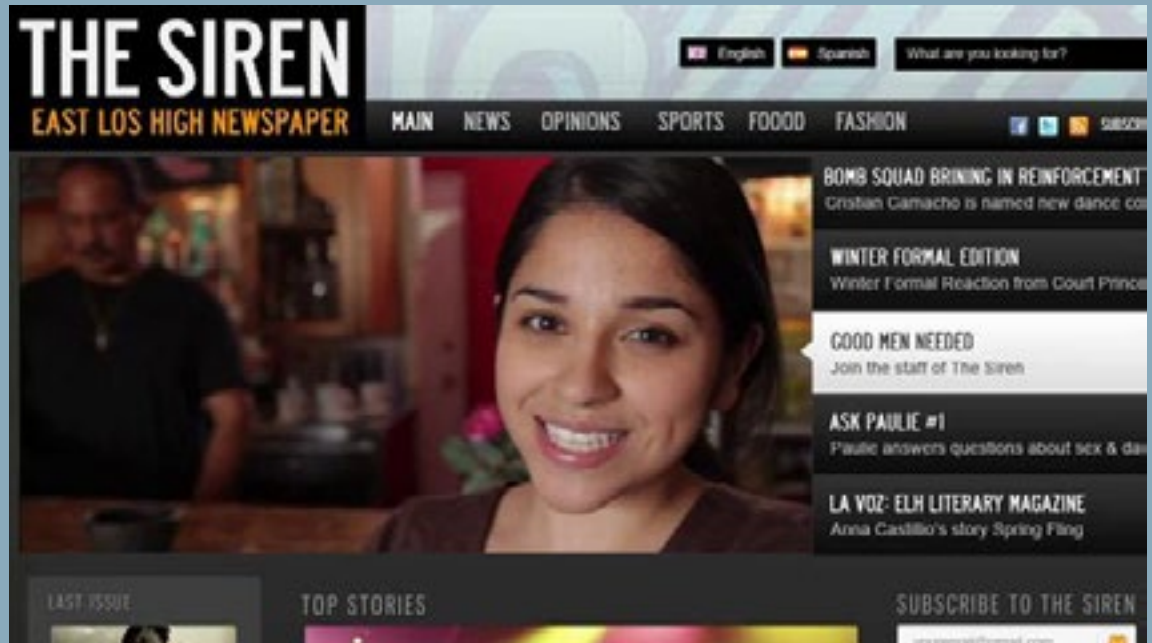 THE SIREN
EAST LOS HIGH NEWSPAPER
English
Spanish
What are you looking for?
MAIN
NEWS
OPINIONS
SPORTS
FOOOD
FASHION
BOMB SQUAD BRINING IN REINFORCEMENT
Cristian Camacho is named new dance
WINTER FORMAL EDITION
Winter Formal Reaction from Court
GOOD MEN NEEDED
Join the staff of The Siren
ASK PAULIE #1
Paulie answers questions about sex &
LA VOZ: ELH LITERARY MAGAZINE
Anna Castillo's story Spring Fling
LAST ISSUE
TOP STORIES
SUBSCRIBE TO THE SIREN